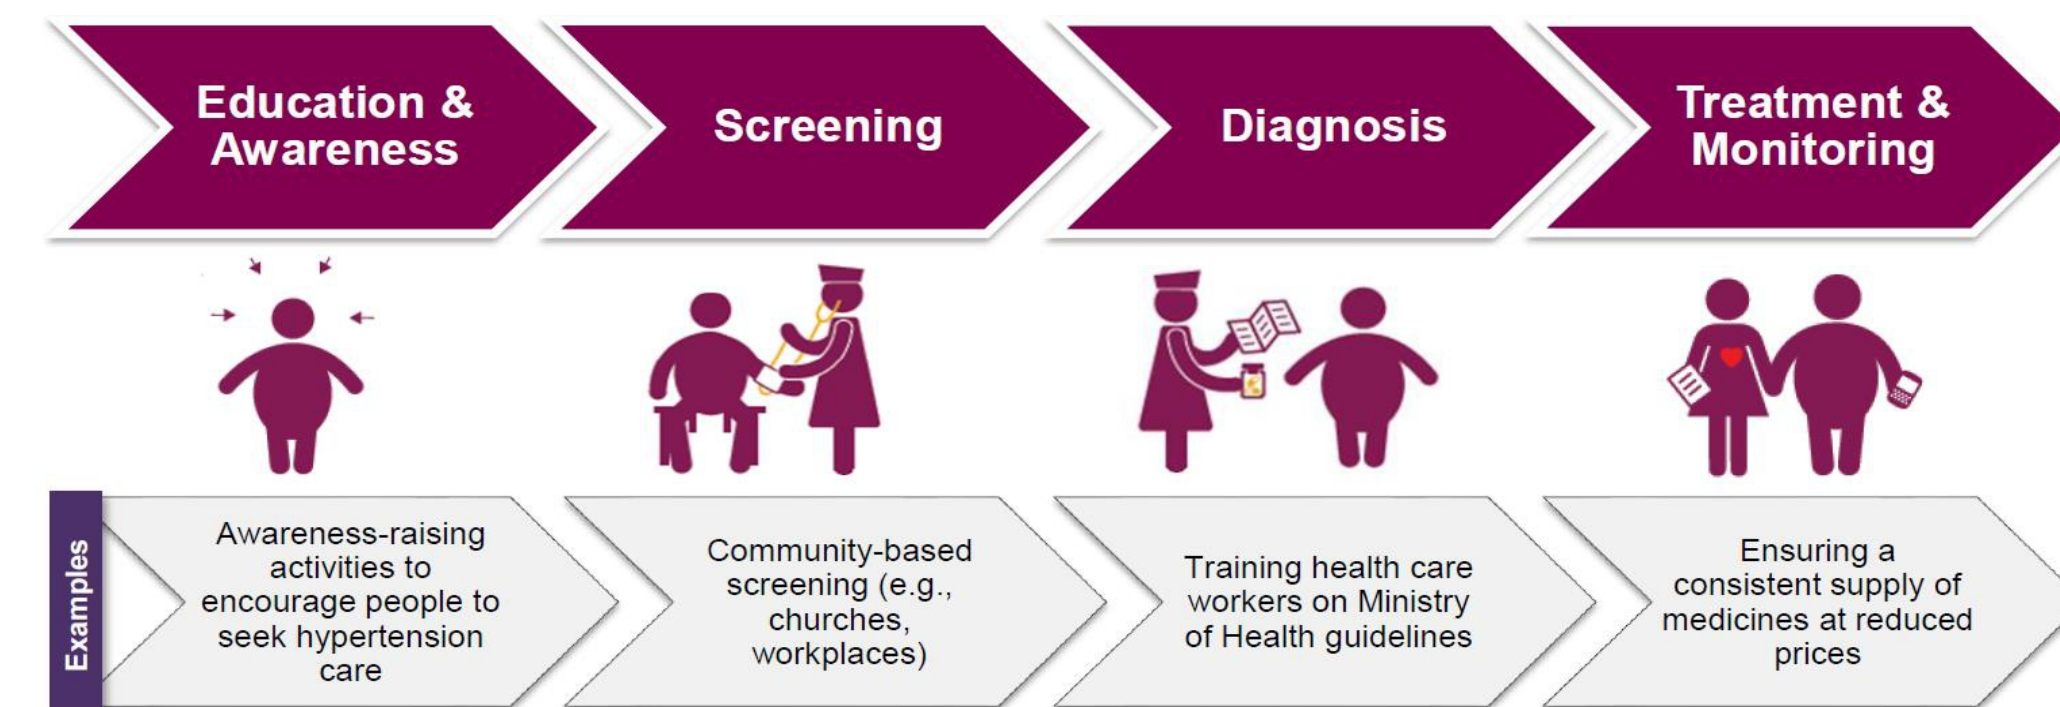 Education &
Awareness
Screening
Diagnosis
Treatment &
Monitoring
Examples
Awareness-raising
activities to
encourage people to
seek hypertension
care
Community-based
screening (e.g.,
churches,
workplaces)
Training health care
workers on Ministry
of Health guidelines
Ensuring a
consistent supply of
medicines at reduced
prices